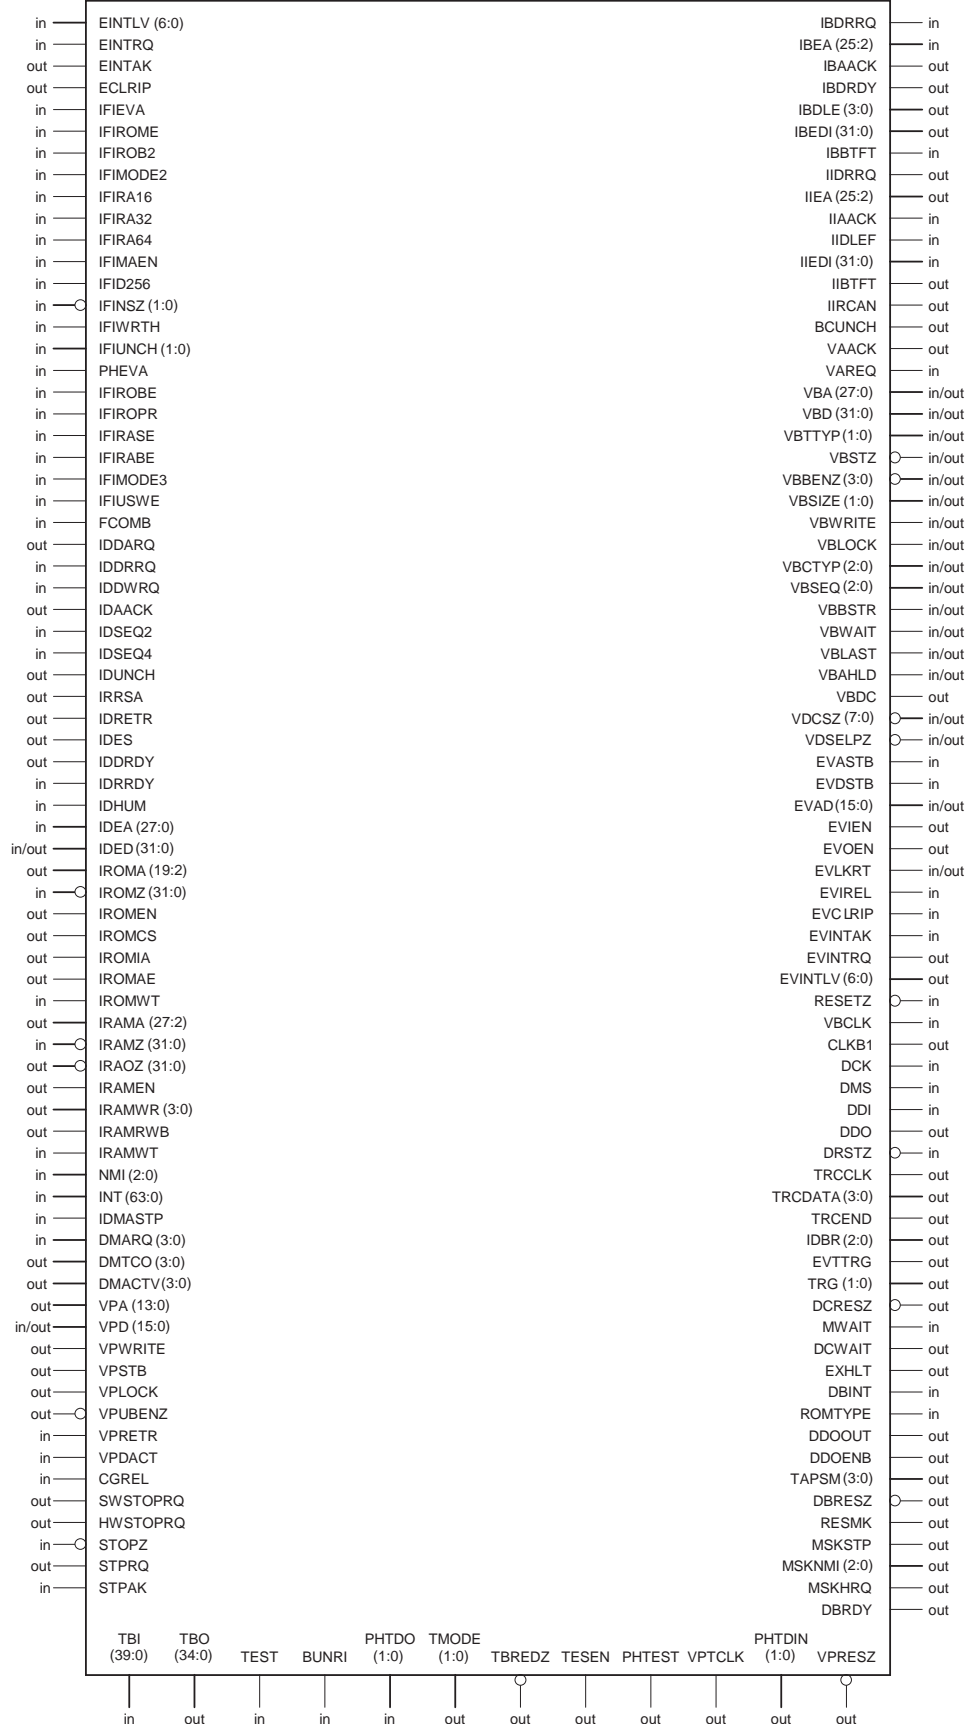 in EINTLV (6:0) IBDRRQ in
in EINTRQ IBEA (25:2) in
out EINTAK IBAACK out
out ECLRIP IBDRDY out
in IFIEVA IBDLE (3:0) out
in IFIROME IBEDI (31:0) out
in IFIROB2 IBBTFT in
in IFIMODE2 IIDRRQ out
in IFIRA16 IIEA (25:2) out
in IFIRA32 IIAACK in
in IFIRA64 IIDLEF in
in IFIMAEN IIEDI (31:0) in
in IFID256 IIBTFT out
in IFINSZ (1:0) IIRCAN out
in IFIWRTH BCUNCH out
in IFIUNCH (1:0) VAACK out
in PHEVA VAREQ in
in IFIROBE VBA (27:0) in/out
in IFIROPR VBD (31:0) in/out
in IFIRASE VBTTYP (1:0) in/out
in IFIRABE VBSTZ in/out
in IFIMODE3 VBBENZ (3:0) in/out
in IFIUSWE VBSIZE (1:0) in/out
in FCOMB VBWRITE in/out
out IDDARQ VBLOCK in/out
in IDDRRQ VBCTYP (2:0) in/out
in IDDWRQ VBSEQ (2:0) in/out
out IDAACK VBBSTR in/out
in IDSEQ2 VBWAIT in/out
in IDSEQ4 VBLAST in/out
out IDUNCH VBAHLD in/out
out IRRSA VBDC out
out IDRETR VDCSZ (7:0) in/out
out IDES VDSELPZ in/out
out IDDRDY EVASTB in
in IDRRDY EVDSTB in
in IDHUM EVAD (15:0) in/out
in IDEA (27:0) EVIEN out
in/out IDED (31:0) EVOEN out
out IROMA (19:2) EVLKRT in/out
in IROMZ (31:0) EVIREL in
out IROMEN EVCLRIP in
out IROMCS EVINTAK in
out IROMIA EVINTRQ out
out IROMAE EVINTLV (6:0) out
in IROMWT RESETZ in
out IRAMA (27:2) VBCLK in
in IRAMZ (31:0) CLKB1 out
out IRAOZ (31:0) DCK in
out IRAMEN DMS in
out IRAMWR (3:0) DDI in
out IRAMRWB DDO out
in IRAMWT DRSTZ in
in NMI (2:0) TRCCLK out
in INT (63:0) TRCDATA (3:0) out
in IDMASTP TRCEND out
in DMARQ (3:0) IDBR (2:0) out
out DMTCO (3:0) EVTTRG out
out DMACTV (3:0) TRG (1:0) out
out VPA (13:0) DCRESZ out
in/out VPD (15:0) MWAIT in
out VPWRITE DCWAIT out
out VPSTB EXHLT out
out VPLOCK DBINT in
out VPUBENZ ROMTYPE in
in VPRETR DDOOUT out
in VPDACT DDOENB out
in CGREL TAPSM (3:0) out
out SWSTOPRQ DBRESZ out
out HWSTOPRQ RESMK out
in STOPZ MSKSTP out
out STPRQ MSKNMI (2:0) out
in STPAK MSKHRQ out
DBRDY out
TBI TBO PHTDO TMODE PHTDIN
(39:0) (34:0) TEST BUNRI (1:0) (1:0) TBREDZ TESEN PHTEST VPTCLK (1:0) VPRESZ
in out in in in out out out out out out out